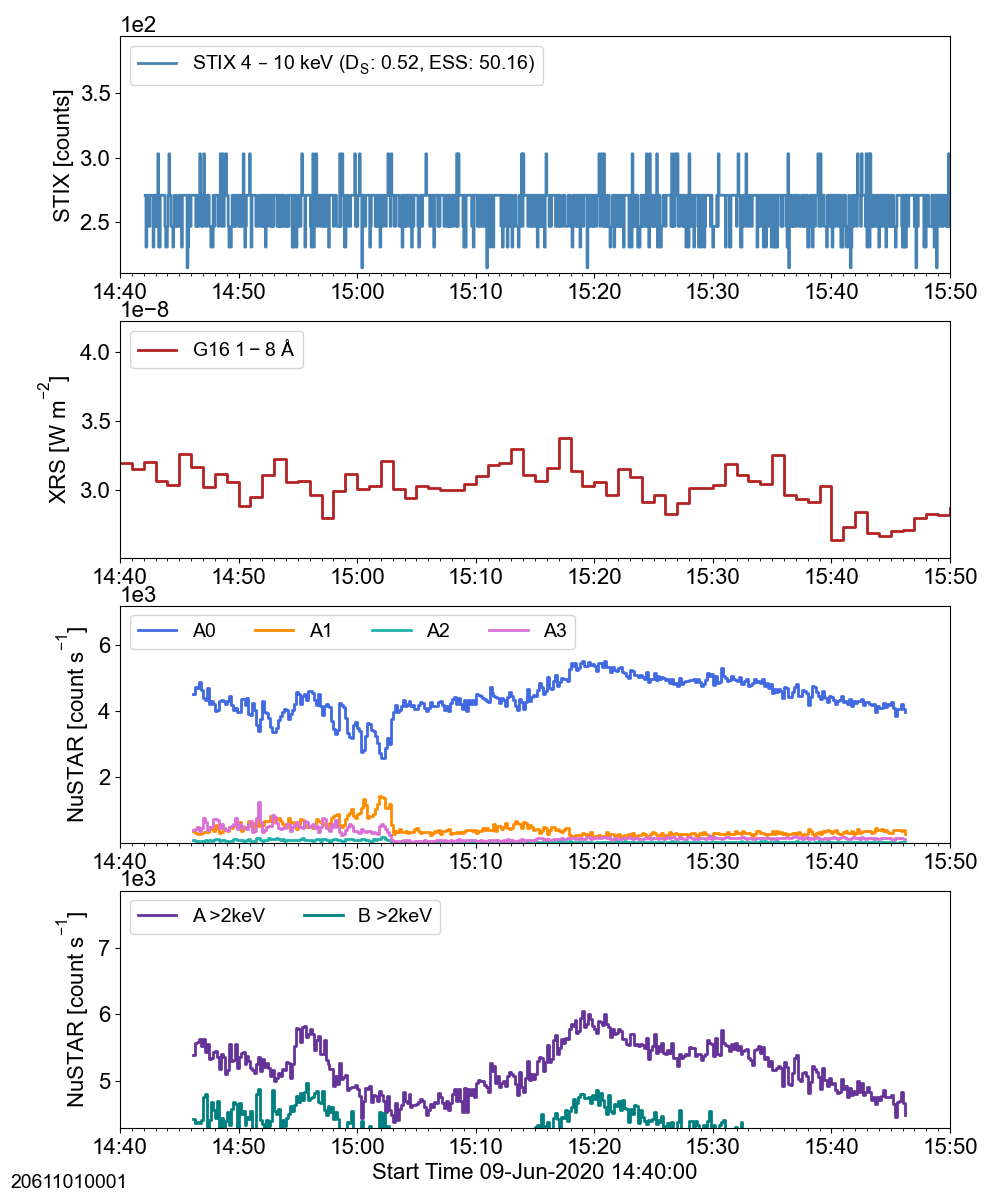 1e2
STIX 4 − 10 keV (DS: 0.52, ESS: 50.16)
3.5
3.0
2.5
STIX [counts]
14:40 14:50 15:00 15:10 15:20 15:30 15:40 15:50
1e−8
G16 1 − 8 Å
4.0
3.5
3.0
XRS [W m−2]
14:40 14:50 15:00 15:10 15:20 15:30 15:40 15:50
1e3
A0 A1 A2 A3
6
4
2
NuSTAR [count s−1]
14:40 14:50 15:00 15:10 15:20 15:30 15:40 15:50
1e3
A >2keV B >2keV
7
6
5
NuSTAR [count s−1]
14:40 14:50 15:00 15:10 15:20 15:30 15:40 15:50
Start Time 09-Jun-2020 14:40:00
20611010001